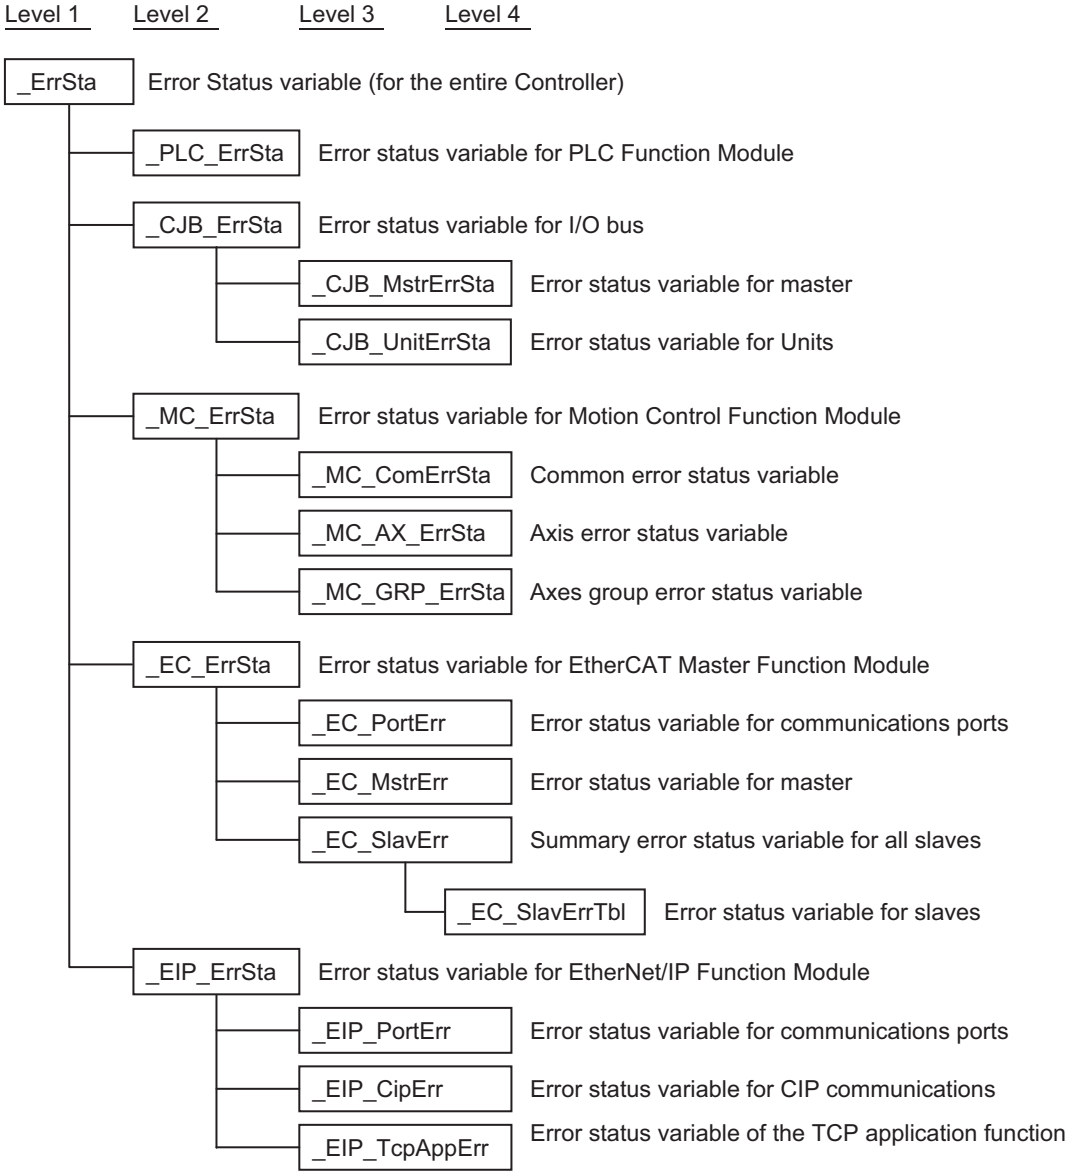 Level 1 Level 2 Level 3 Level 4
_ErrSta Error Status variable (for the entire Controller)
_PLC_ErrSta Error status variable for PLC Function Module
_CJB_ErrSta Error status variable for I/O bus
_CJB_MstrErrSta Error status variable for master
_CJB_UnitErrSta Error status variable for Units
_MC_ErrSta Error status variable for Motion Control Function Module
_MC_ComErrSta Common error status variable
_MC_AX_ErrSta Axis error status variable
_MC_GRP_ErrSta Axes group error status variable
_EC_ErrSta Error status variable for EtherCAT Master Function Module
_EC_PortErr Error status variable for communications ports
_EC_MstrErr Error status variable for master
_EC_SlavErr Summary error status variable for all slaves
_EC_SlavErrTbl Error status variable for slaves
_EIP_ErrSta Error status variable for EtherNet/IP Function Module
_EIP_PortErr Error status variable for communications ports
_EIP_CipErr Error status variable for CIP communications
_EIP_TcpAppErr Error status variable of the TCP application function